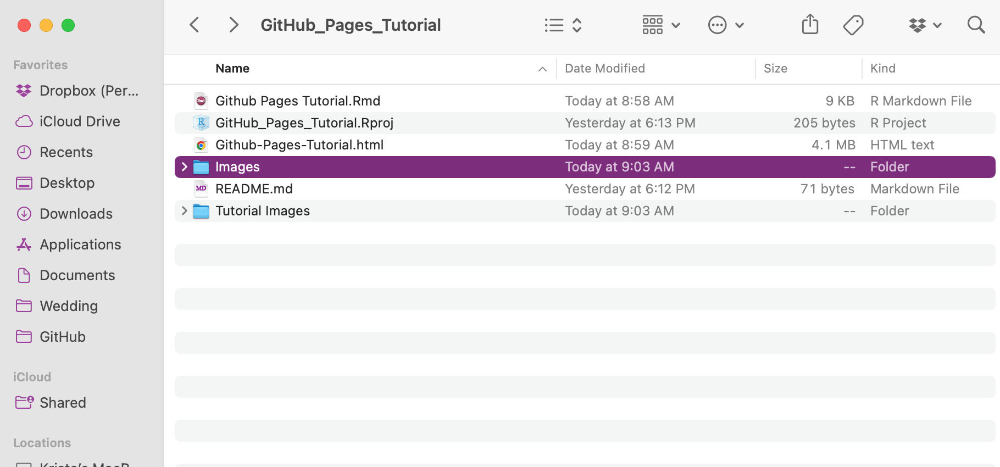 GitHub_Pages_Tutorial
Favorites
Dropbox (Per...
iCloud Drive
Recents
Desktop
Downloads
Applications
Documents
Wedding
GitHub
iCloud
Shared
Locations
Name Date Modified Size Kind
Github Pages Tutorial.Rmd Today at 8:58 AM 9 KB R Markdown File
GitHub_Pages_Tutorial.Rproj Yesterday at 6:13 PM 205 bytes R Project
Github-Pages-Tutorial.html Today at 8:59 AM 4.1 MB HTML text
Images Today at 9:03 AM -- Folder
README.md Yesterday at 6:12 PM 71 bytes Markdown File
Tutorial Images Today at 9:03 AM -- Folder